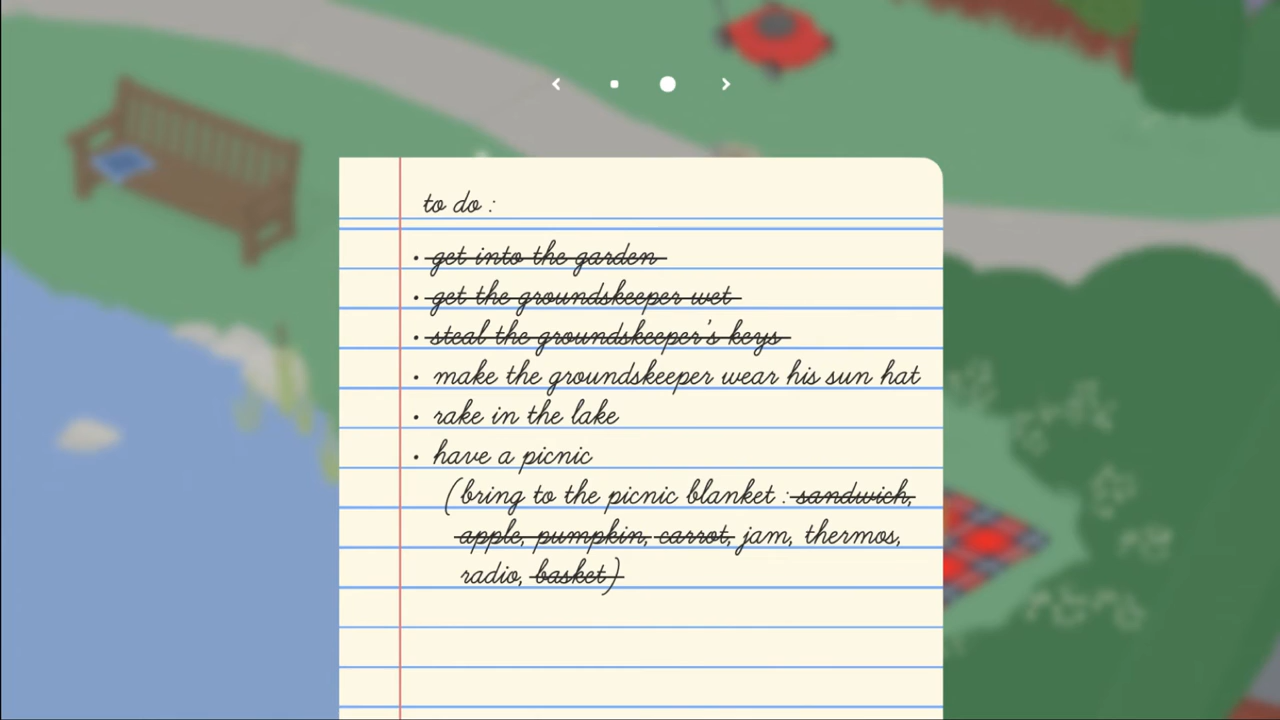 to do :
• get into the garden
• get the groundskeeper wet
• steal the groundskeeper's keys
• make the groundskeeper wear his sun hat
• rake in the lake
• have a picnic
(bring to the picnic blanket : sandwich,
apple, pumpkin, carrot, jam, thermos,
radio, basket)